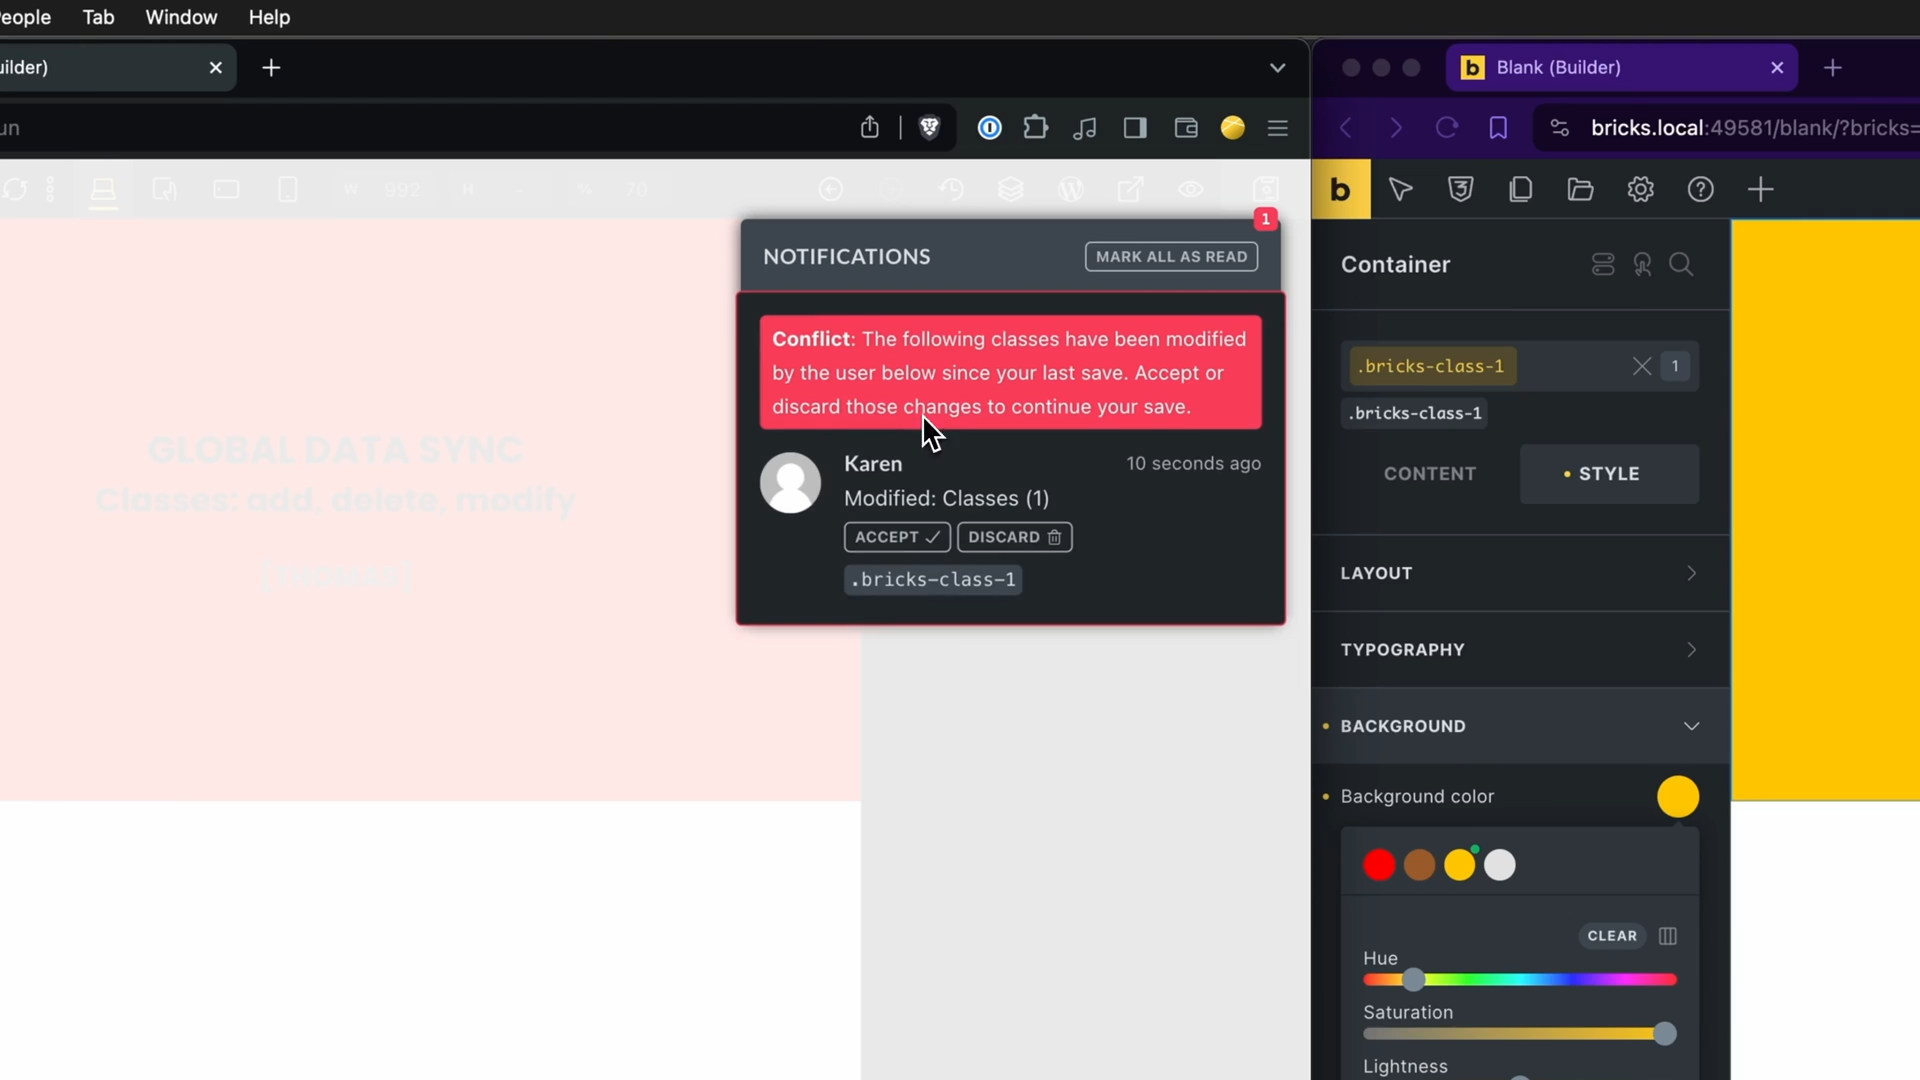 eople Tab Window Help
uilder)
Blank (Builder)
un
bricks.local:49581/blank/?bricks=
W 992 H - % 70
1
NOTIFICATIONS
MARK ALL AS READ
Conflict: The following classes have been modified
by the user below since your last save. Accept or
discard those changes to continue your save.
Karen
10 seconds ago
Modified: Classes (1)
ACCEPT
DISCARD
.bricks-class-1
GLOBAL DATA SYNC
Classes: add, delete, modify
[THOMAS]
b
Container
.bricks-class-1
1
.bricks-class-1
CONTENT
STYLE
LAYOUT
TYPOGRAPHY
BACKGROUND
Background color
CLEAR
Hue
Saturation
Lightness